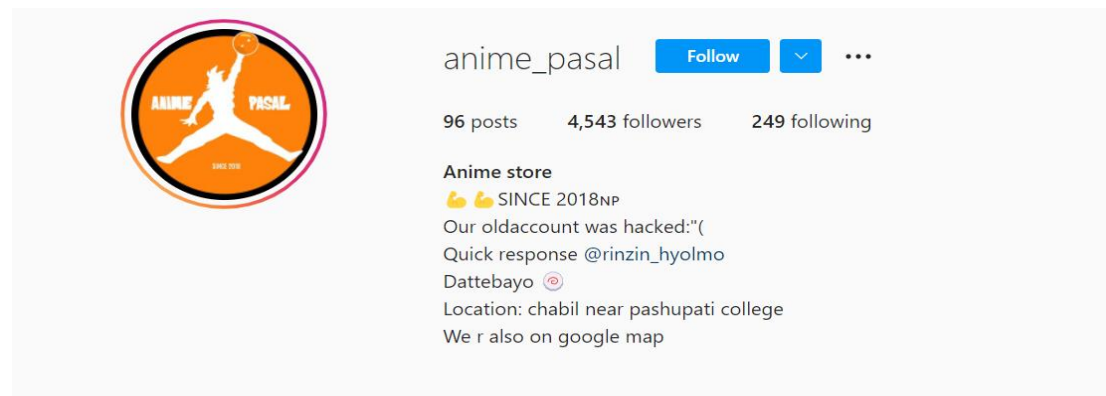 ANIME PASAL
SINCE 2018
anime_pasal Follow
96 posts 4,543 followers 249 following
Anime store
💪 💪 SINCE 2018NP
Our oldaccount was hacked:"(
Quick response @rinzin_hyolmo
Dattebayo 🍥
Location: chabil near pashupati college
We r also on google map